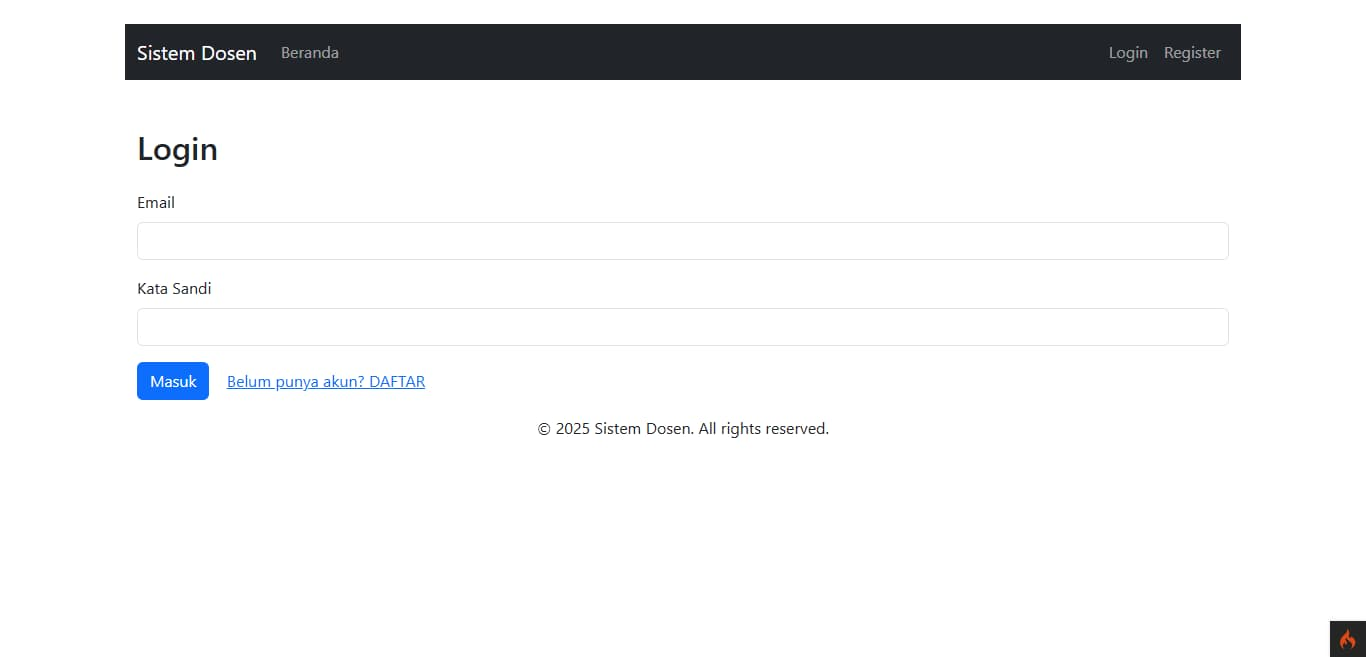 Sistem Dosen Beranda Login Register
Login
Email
Kata Sandi
Masuk Belum punya akun? DAFTAR
© 2025 Sistem Dosen. All rights reserved.